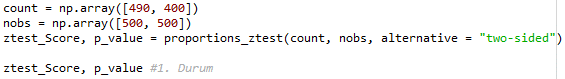 count = np.array([490, 400])
nobs = np.array([500, 500])
ztest_Score, p_value = proportions_ztest(count, nobs, alternative = "two-sided")
ztest_Score, p_value #1. Durum